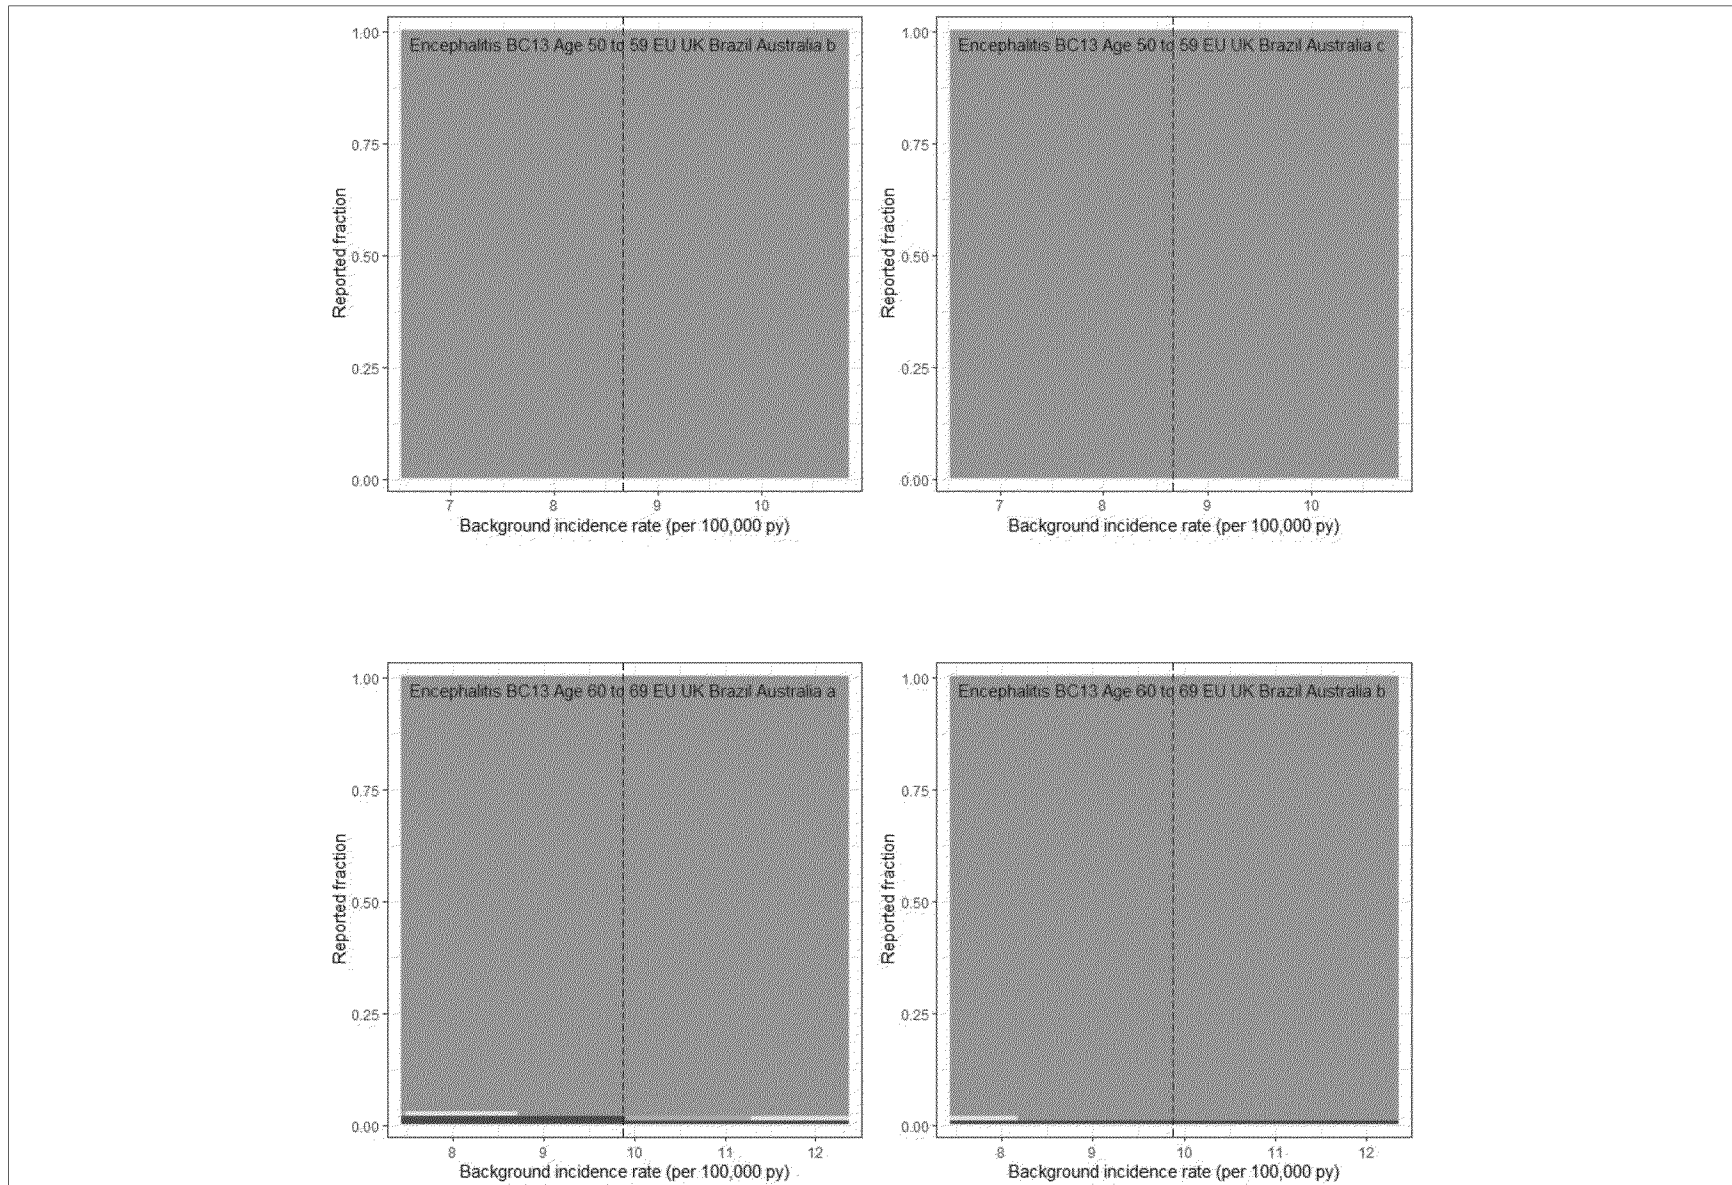 Encephalitis BC13 Age 50 to 59 EU UK Brazil Australia b
1.00
0.75
0.50
0.25
0.00
Reported fraction
7 8 9 10
Background incidence rate (per 100,000 py)
Encephalitis BC13 Age 50 to 59 EU UK Brazil Australia c
1.00
0.75
0.50
0.25
0.00
Reported fraction
7 8 9 10
Background incidence rate (per 100,000 py)
Encephalitis BC13 Age 60 to 69 EU UK Brazil Australia a
1.00
0.75
0.50
0.25
0.00
Reported fraction
8 9 10 11 12
Background incidence rate (per 100,000 py)
Encephalitis BC13 Age 60 to 69 EU UK Brazil Australia b
1.00
0.75
0.50
0.25
0.00
Reported fraction
8 9 10 11 12
Background incidence rate (per 100,000 py)